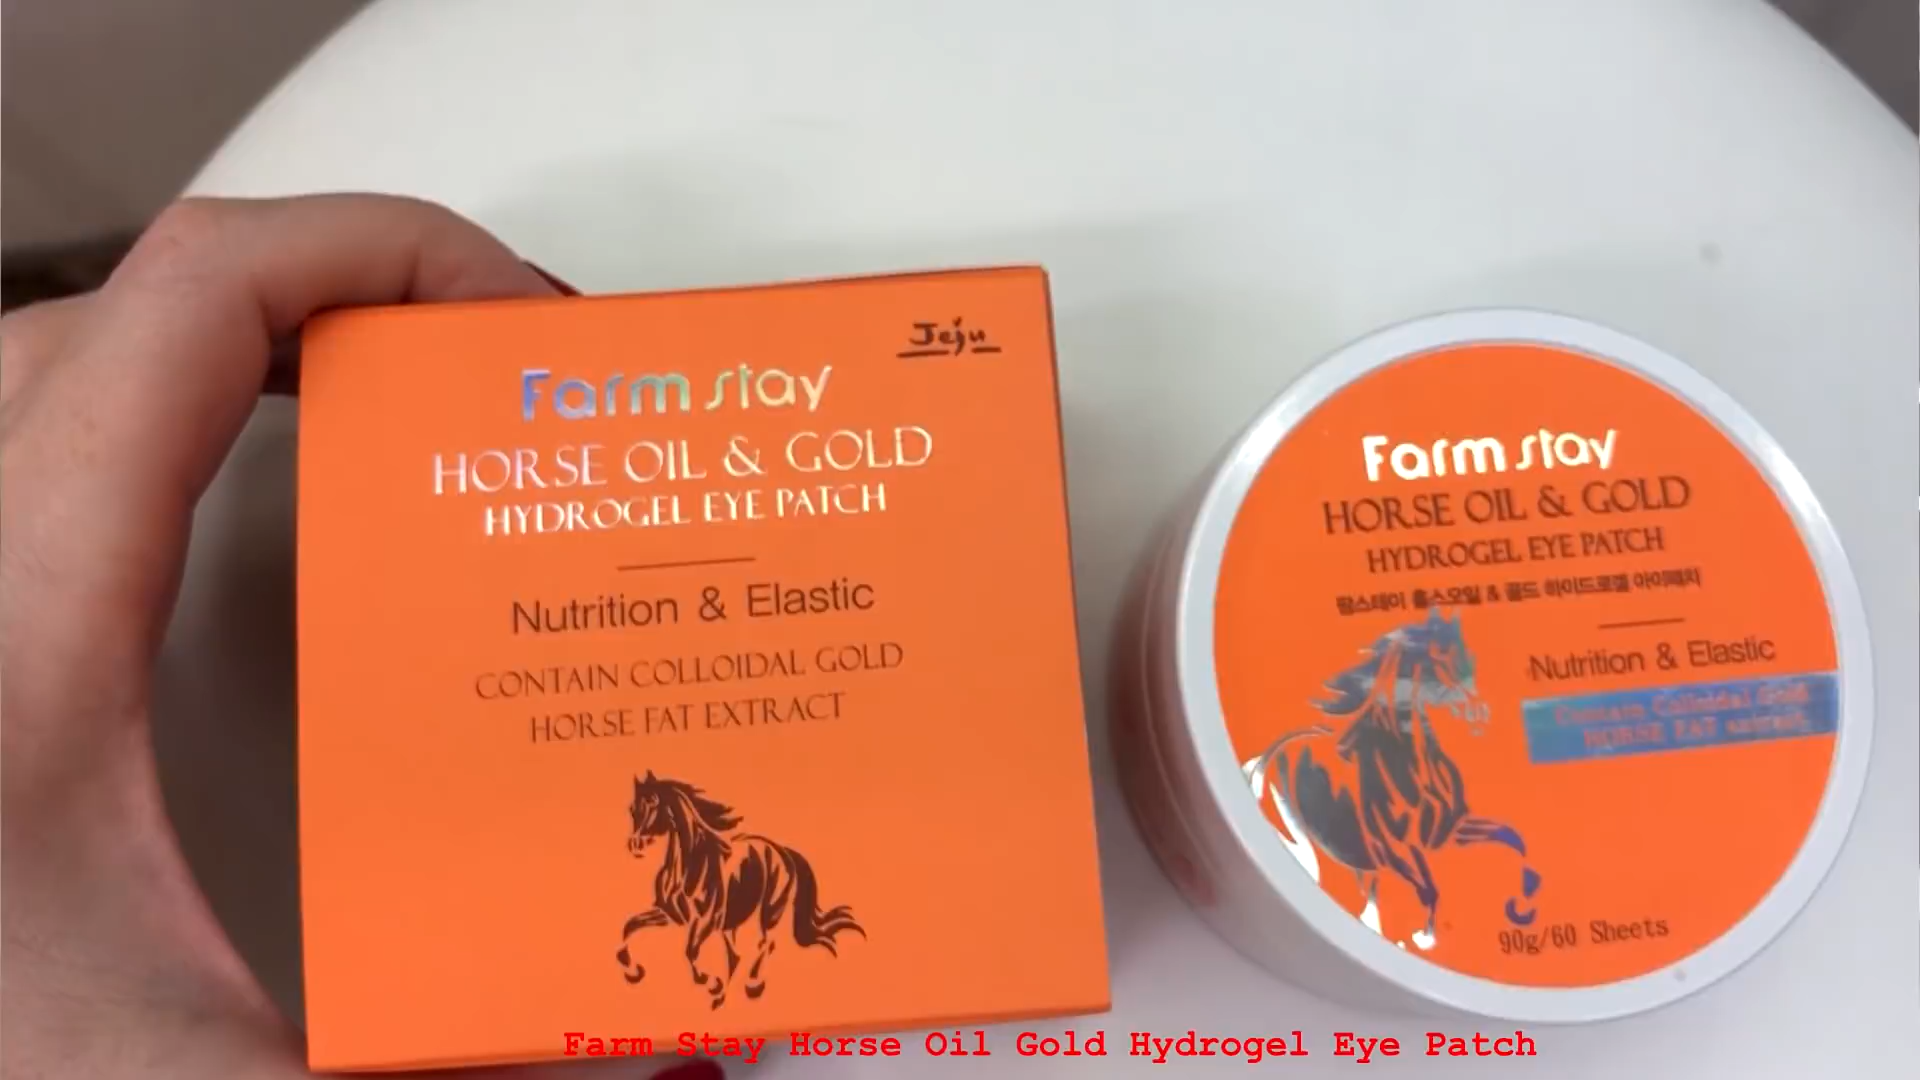 Jeju
Farm stay
HORSE OIL & GOLD
HYDROGEL EYE PATCH
Nutrition & Elastic
CONTAIN COLLOIDAL GOLD
HORSE FAT EXTRACT
Farm stay
HORSE OIL & GOLD
HYDROGEL EYE PATCH
팜스테이 홀스오일 & 골드 하이드로겔 아이패치
Nutrition & Elastic
Contain Colloidal Gold,
HORSE FAT extract,
90g/60 Sheets
Farm Stay Horse Oil Gold Hydrogel Eye Patch